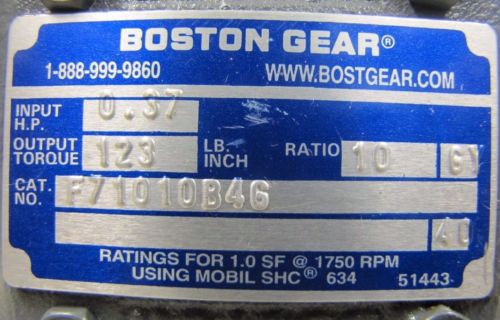 BOSTON GEAR®
1-888-999-9860 WWW.BOSTGEAR.COM
INPUT H.P. 0.37
OUTPUT TORQUE 123 LB. INCH RATIO 10 GY
CAT. NO. F71010B46
40
RATINGS FOR 1.0 SF @ 1750 RPM
USING MOBIL SHC® 634 51443